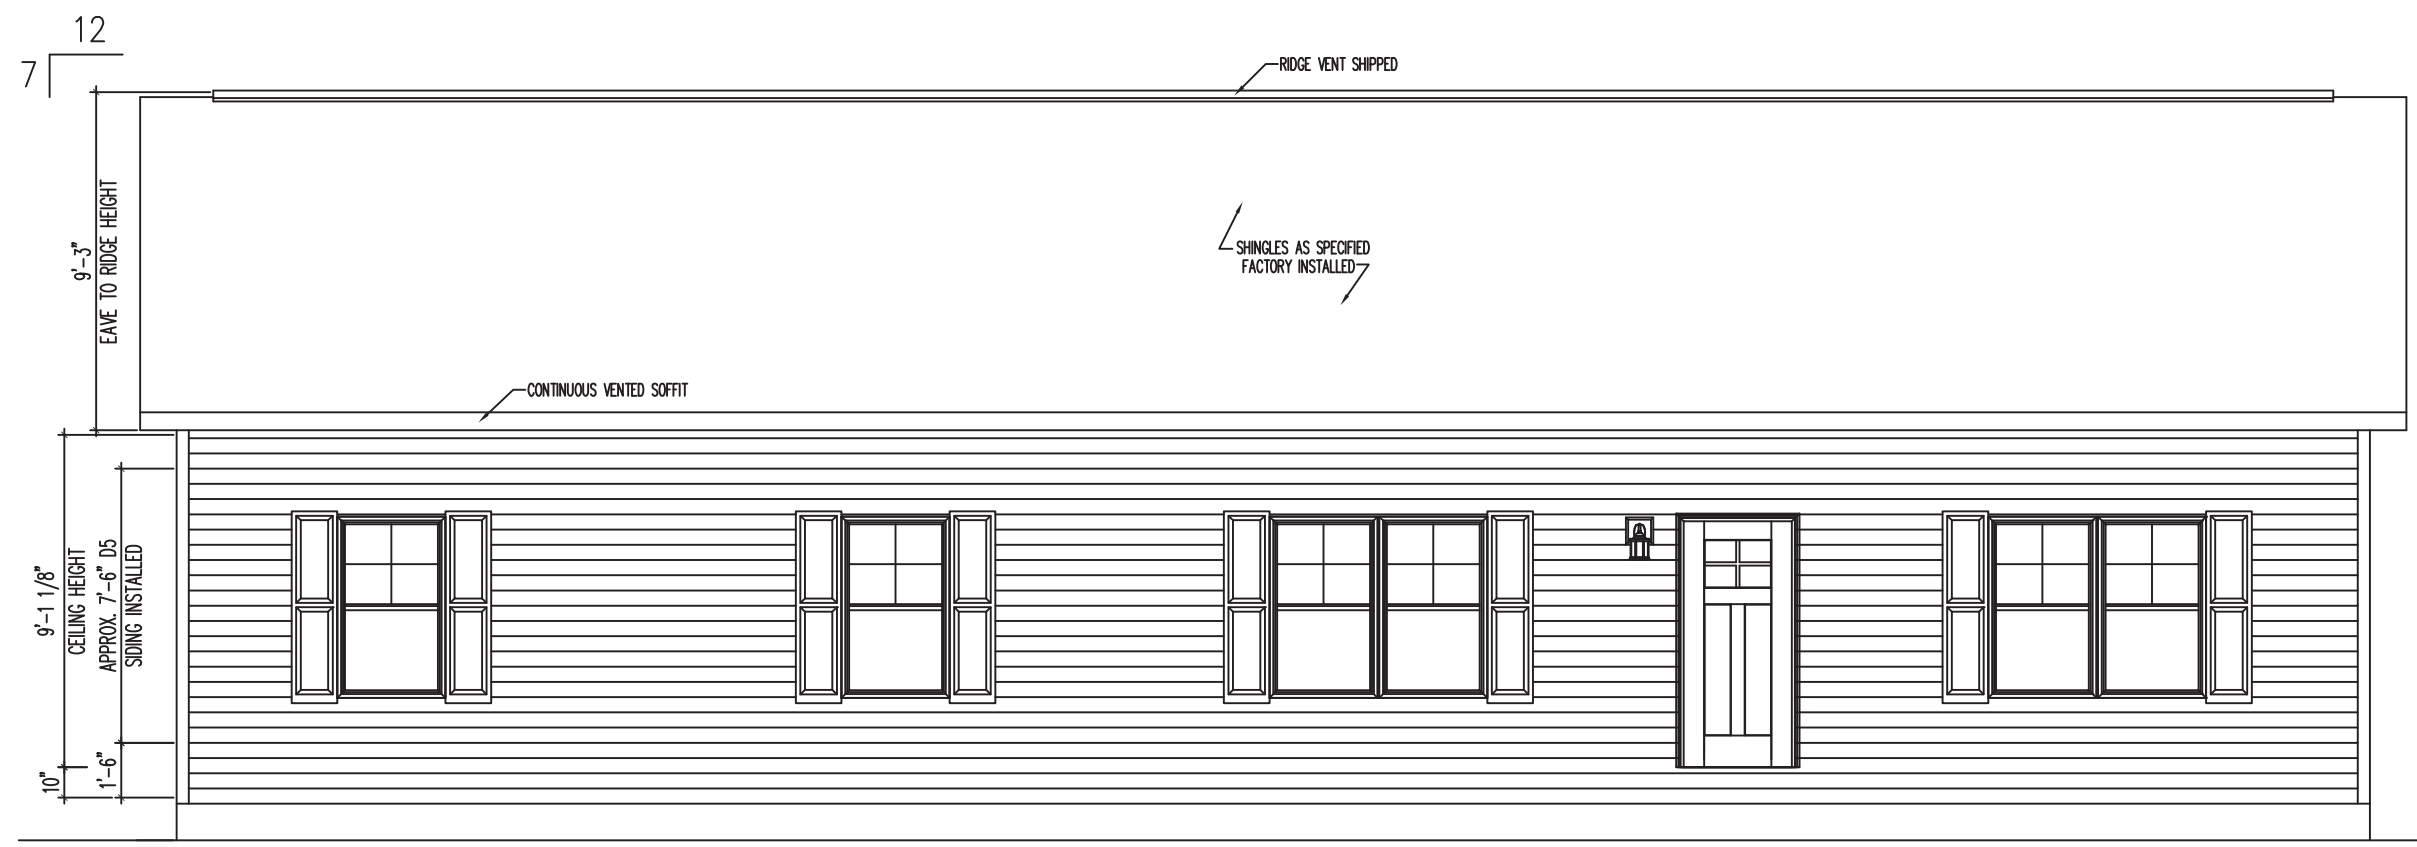 12
7
RIDGE VENT SHIPPED
9'-3"
EAVE TO RIDGE HEIGHT
SHINGLES AS SPECIFIED
FACTORY INSTALLED
CONTINUOUS VENTED SOFFIT
9'-1 1/8"
CEILING HEIGHT
APPROX. 7'-6" D5
SIDING INSTALLED
10"
1'-6"